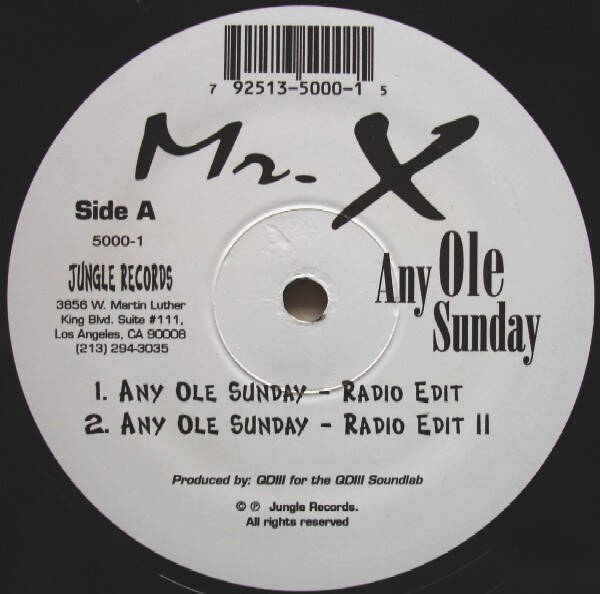 7 92513-5000-1 5
Mr. X
Side A
5000-1
JUNGLE RECORDS
3856 W. Martin Luther
King Blvd. Suite #111,
Los Angeles, CA 90008
(213) 294-3035
Any Ole
Sunday
1. ANY OLE SUNDAY - RADIO EDIT
2. ANY OLE SUNDAY - RADIO EDIT II
Produced by: QDIII for the QDIII Soundlab
© ℗ Jungle Records.
All rights reserved